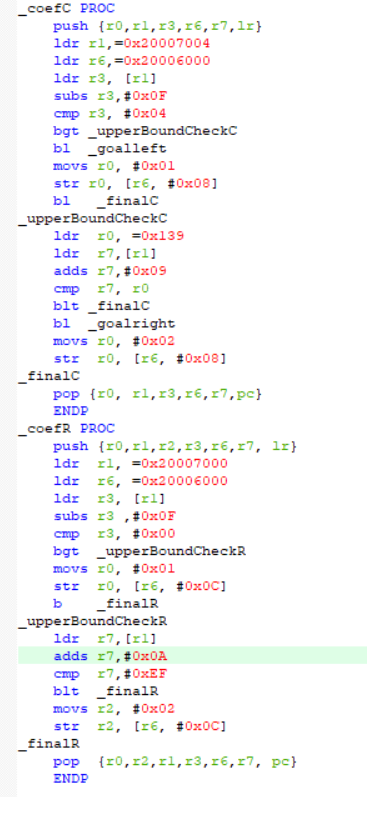 _coefC PROC
push {r0,r1,r3,r6,r7,lr}
ldr r1,=0x20007004
ldr r6,=0x20006000
ldr r3, [r1]
subs r3,#0x0F
cmp r3, #0x04
bgt _upperBoundCheckC
bl _goalleft
movs r0, #0x01
str r0, [r6, #0x08]
bl _finalC
_upperBoundCheckC
ldr r0, =0x139
ldr r7,[r1]
adds r7,#0x09
cmp r7, r0
blt _finalC
bl _goalright
movs r0, #0x02
str r0, [r6, #0x08]
_finalC
pop {r0, r1,r3,r6,r7,pc}
ENDP
_coefR PROC
push {r0,r1,r2,r3,r6,r7, lr}
ldr r1, =0x20007000
ldr r6, =0x20006000
ldr r3, [r1]
subs r3 ,#0x0F
cmp r3, #0x00
bgt _upperBoundCheckR
movs r0, #0x01
str r0, [r6, #0x0C]
b _finalR
_upperBoundCheckR
ldr r7,[r1]
adds r7,#0x0A
cmp r7,#0xEF
blt _finalR
movs r2, #0x02
str r2, [r6, #0x0C]
_finalR
pop {r0,r2,r1,r3,r6,r7, pc}
ENDP